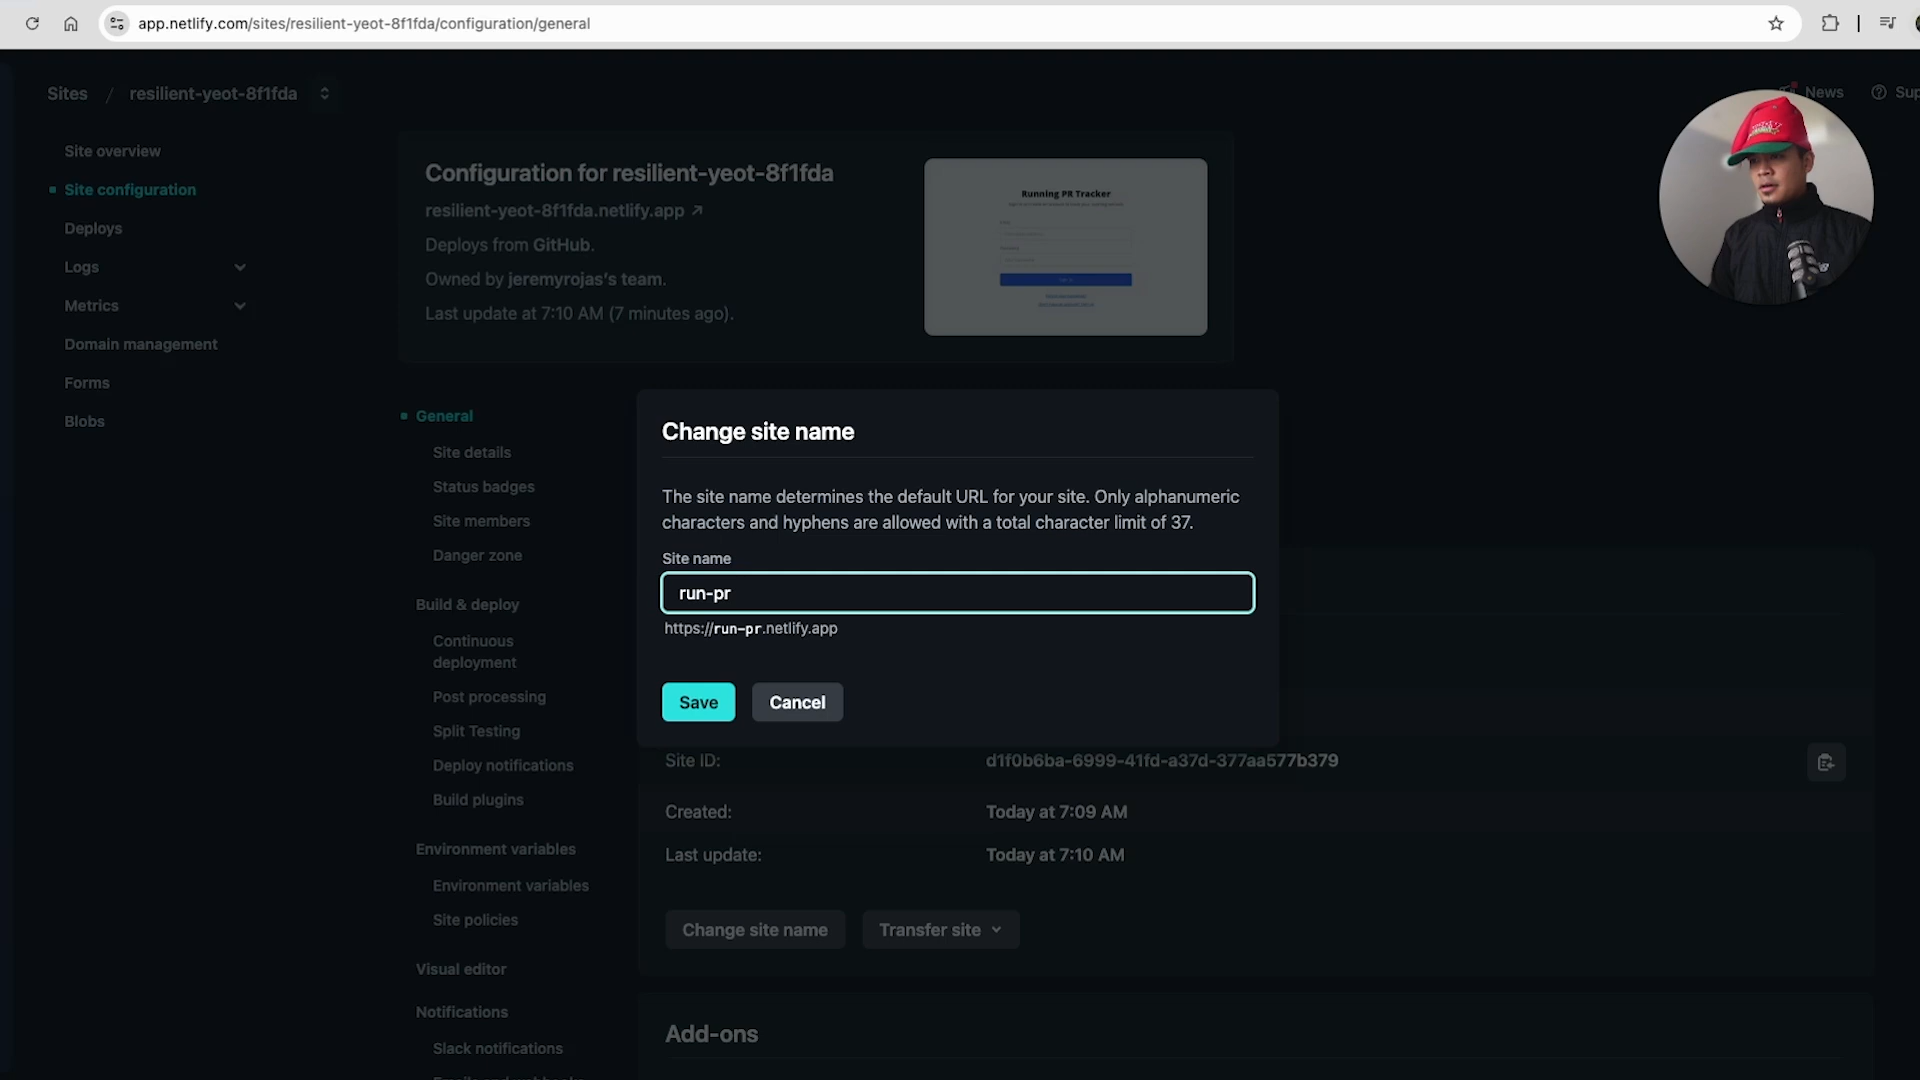 app.netlify.com/sites/resilient-yeot-8f1fda/configuration/general
Sites / resilient-yeot-8f1fda
News
Sup
Site overview
Site configuration
Deploys
Logs
Metrics
Domain management
Forms
Blobs
Configuration for resilient-yeot-8f1fda
resilient-yeot-8f1fda.netlify.app ↗
Deploys from GitHub.
Owned by jeremyrojas's team.
Last update at 7:10 AM (7 minutes ago).
Running PR Tracker
General
Site details
Status badges
Site members
Danger zone
Build & deploy
Continuous
deployment
Post processing
Split Testing
Deploy notifications
Build plugins
Environment variables
Environment variables
Site policies
Visual editor
Notifications
Slack notifications
Change site name
The site name determines the default URL for your site. Only alphanumeric
characters and hyphens are allowed with a total character limit of 37.
Site name
run-pr
https://run-pr.netlify.app
Save
Cancel
Site ID:
d1f0b6ba-6999-41fd-a37d-377aa577b379
Created:
Today at 7:09 AM
Last update:
Today at 7:10 AM
Change site name
Transfer site
Add-ons